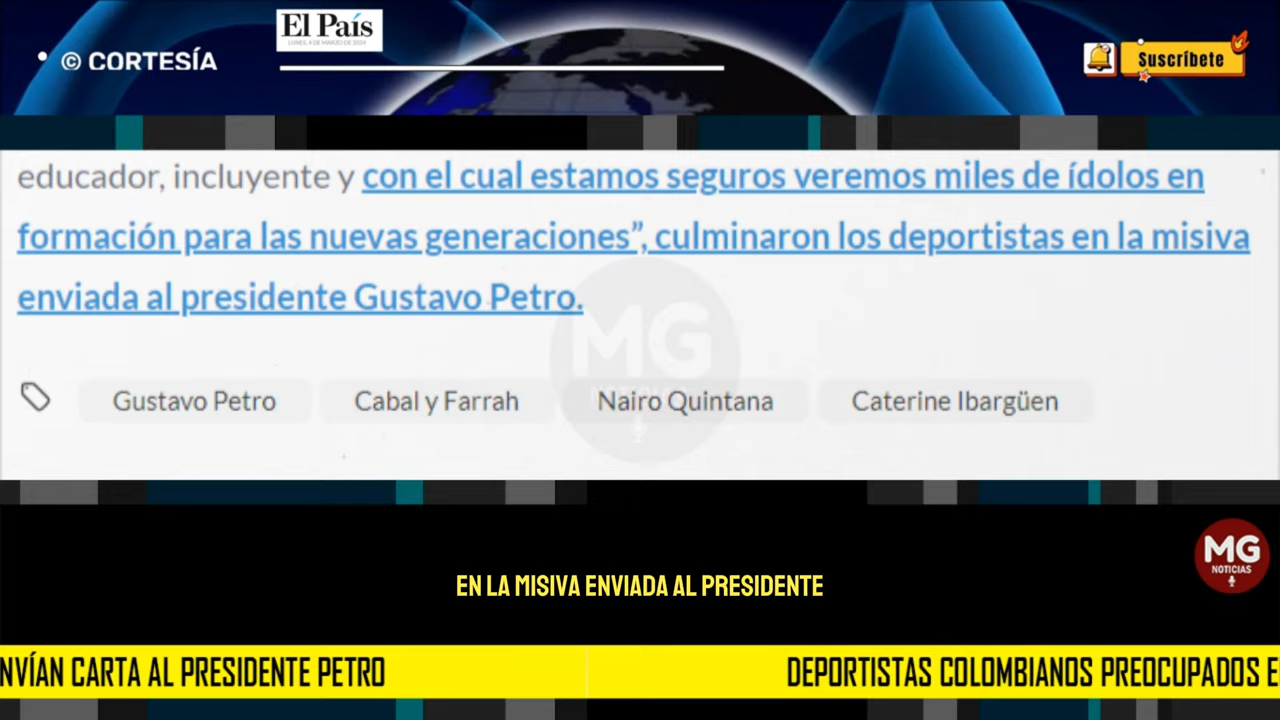 El País
LUNES, 4 DE MARZO DE 2024
© CORTESÍA
Suscríbete
educador, incluyente y con el cual estamos seguros veremos miles de ídolos en
formación para las nuevas generaciones”, culminaron los deportistas en la misiva
enviada al presidente Gustavo Petro.
MG
Gustavo Petro Cabal y Farrah Nairo Quintana Caterine Ibargüen
MG
NOTICIAS
EN LA MISIVA ENVIADA AL PRESIDENTE
NVÍAN CARTA AL PRESIDENTE PETRO DEPORTISTAS COLOMBIANOS PREOCUPADOS E